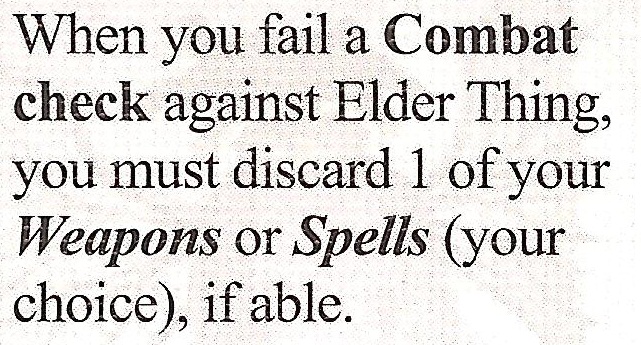 When you fail a Combat
check against Elder Thing,
you must discard 1 of your
Weapons or Spells (your
choice), if able.